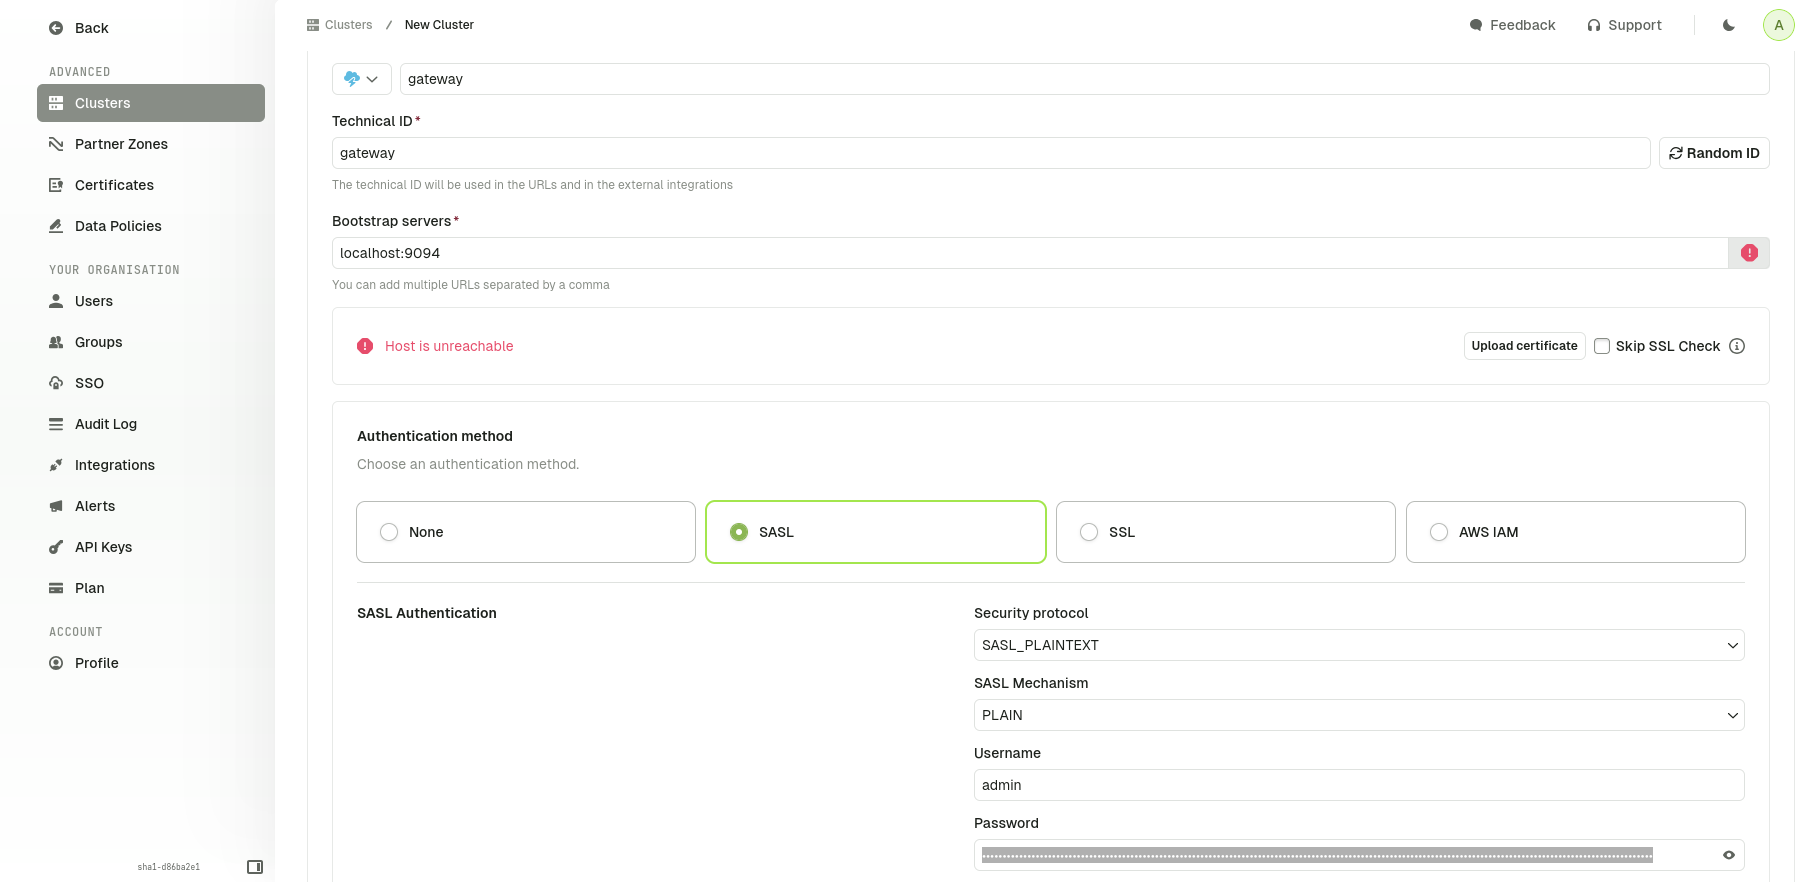 Back
ADVANCED
Clusters
Partner Zones
Certificates
Data Policies
YOUR ORGANISATION
Users
Groups
SSO
Audit Log
Integrations
Alerts
API Keys
Plan
ACCOUNT
Profile
sha1-d86ba2e1
Clusters / New Cluster
Feedback
Support
A
gateway
Technical ID*
gateway
Random ID
The technical ID will be used in the URLs and in the external integrations
Bootstrap servers*
localhost:9094
You can add multiple URLs separated by a comma
Host is unreachable
Upload certificate
Skip SSL Check
Authentication method
Choose an authentication method.
None
SASL
SSL
AWS IAM
SASL Authentication
Security protocol
SASL_PLAINTEXT
SASL Mechanism
PLAIN
Username
admin
Password